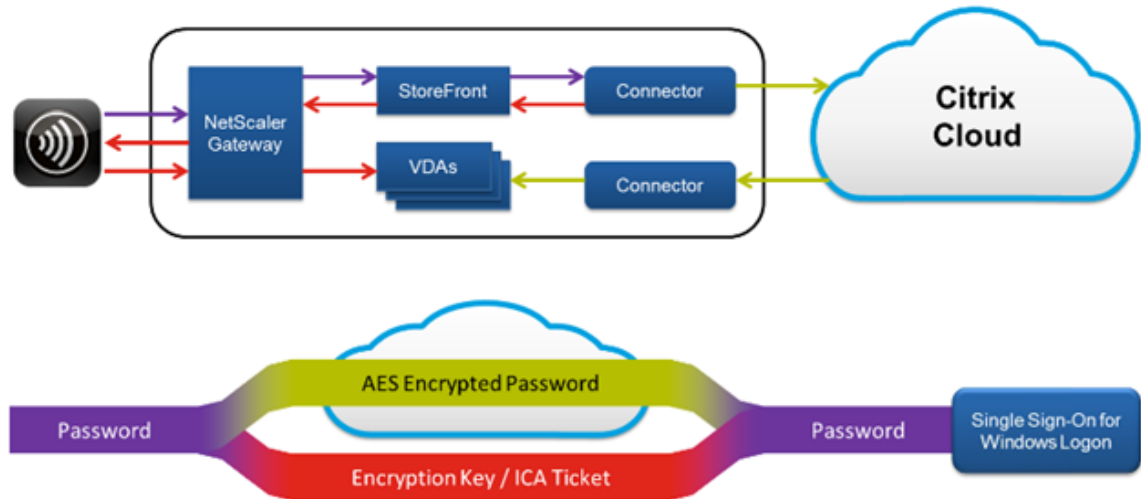 NetScaler
Gateway
StoreFront
Connector
Citrix
Cloud
VDAs
Connector
AES Encrypted Password
Password
Password
Single Sign-On for
Windows Logon
Encryption Key / ICA Ticket